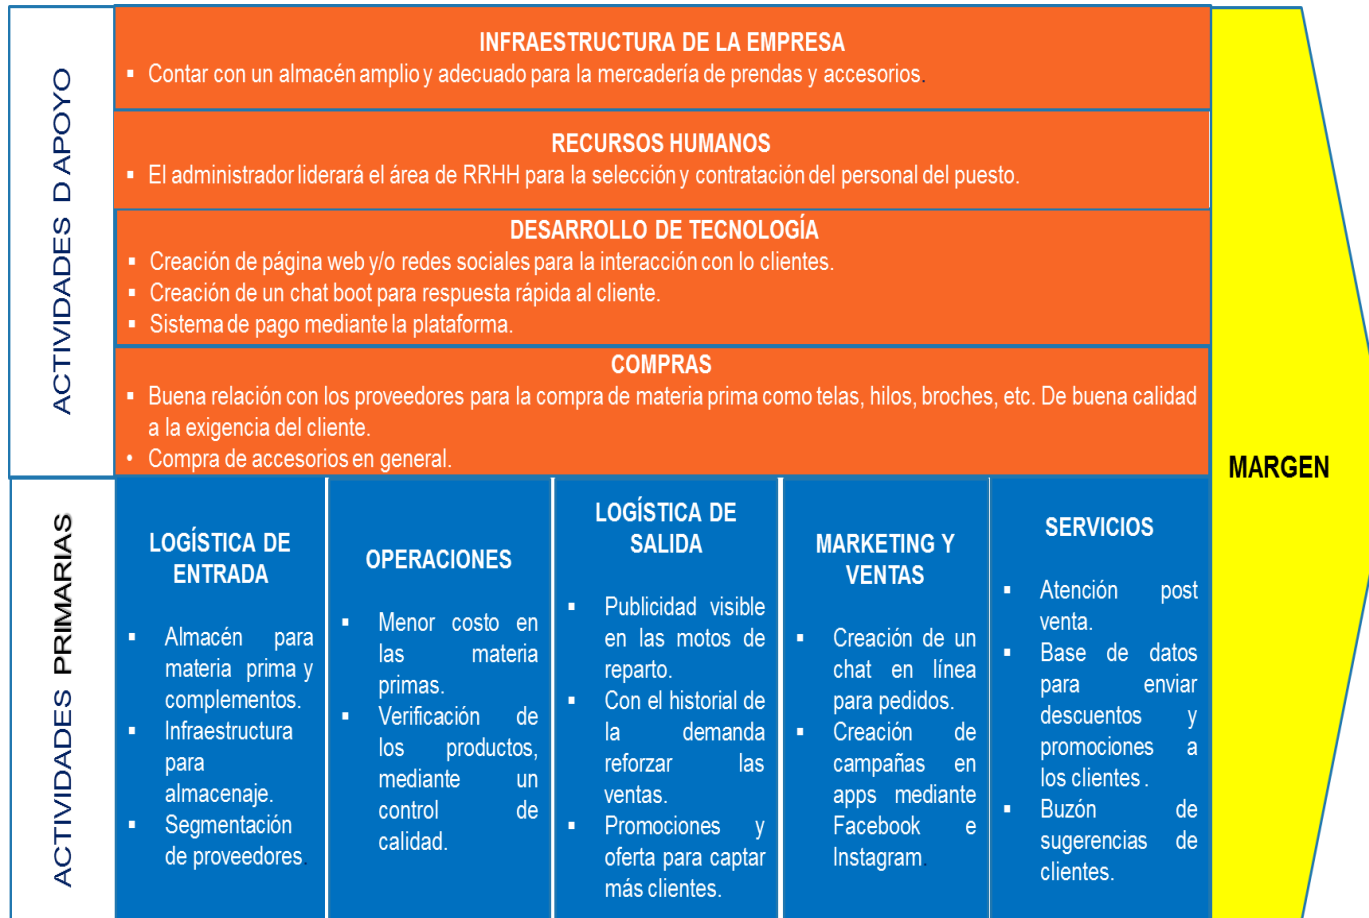 ACTIVIDADES D APOYO
INFRAESTRUCTURA DE LA EMPRESA
▪ Contar con un almacén amplio y adecuado para la mercadería de prendas y accesorios.
RECURSOS HUMANOS
▪ El administrador liderará el área de RRHH para la selección y contratación del personal del puesto.
DESARROLLO DE TECNOLOGÍA
▪ Creación de página web y/o redes sociales para la interacción con lo clientes.
▪ Creación de un chat boot para respuesta rápida al cliente.
▪ Sistema de pago mediante la plataforma.
COMPRAS
▪ Buena relación con los proveedores para la compra de materia prima como telas, hilos, broches, etc. De buena calidad
a la exigencia del cliente.
• Compra de accesorios en general.
ACTIVIDADES PRIMARIAS
LOGÍSTICA DE
ENTRADA
▪ Almacén para
materia prima y
complementos.
▪ Infraestructura
para
almacenaje.
▪ Segmentación
de proveedores
OPERACIONES
▪ Menor costo en
las materia
primas.
▪ Verificación de
los productos,
mediante un
control de
calidad.
LOGÍSTICA DE
SALIDA
▪ Publicidad visible
en las motos de
reparto.
▪ Con el historial de
la demanda
reforzar las
ventas.
▪ Promociones y
oferta para captar
más clientes.
MARKETING Y
VENTAS
▪ Creación de un
chat en línea
para pedidos.
▪ Creación de
campañas en
apps mediante
Facebook e
Instagram.
SERVICIOS
▪ Atención post
venta.
▪ Base de datos
para enviar
descuentos y
promociones a
los clientes .
▪ Buzón de
sugerencias de
clientes.
MARGEN